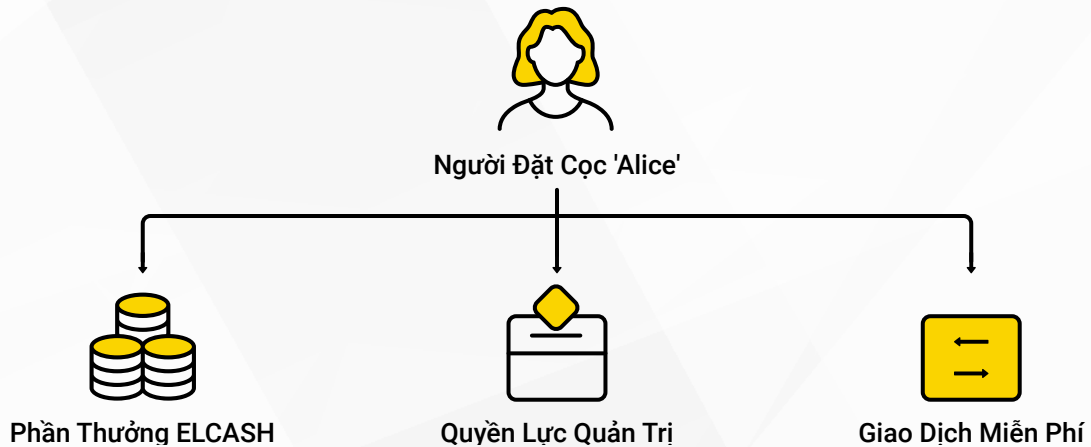 Người Đặt Cọc 'Alice'
Phần Thưởng ELCASH
Quyền Lực Quản Trị
Giao Dịch Miễn Phí